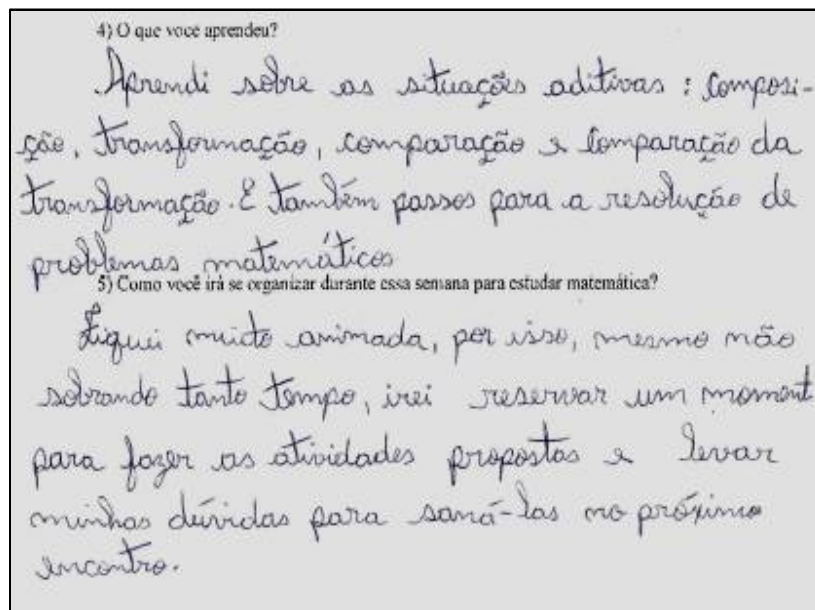 4) O que você aprendeu?
Aprendi sobre as situações aditivas: composi-
ção, transformação, comparação e comparação da
transformação. E também passos para a resolução de
problemas matemáticos
5) Como você irá se organizar durante essa semana para estudar matemática?
Fiquei muito animada, por isso, mesmo não
sobrando tanto tempo, irei reservar um moment
para fazer as atividades propostas e levar
minhas dúvidas para saná-las no próximo
encontro.